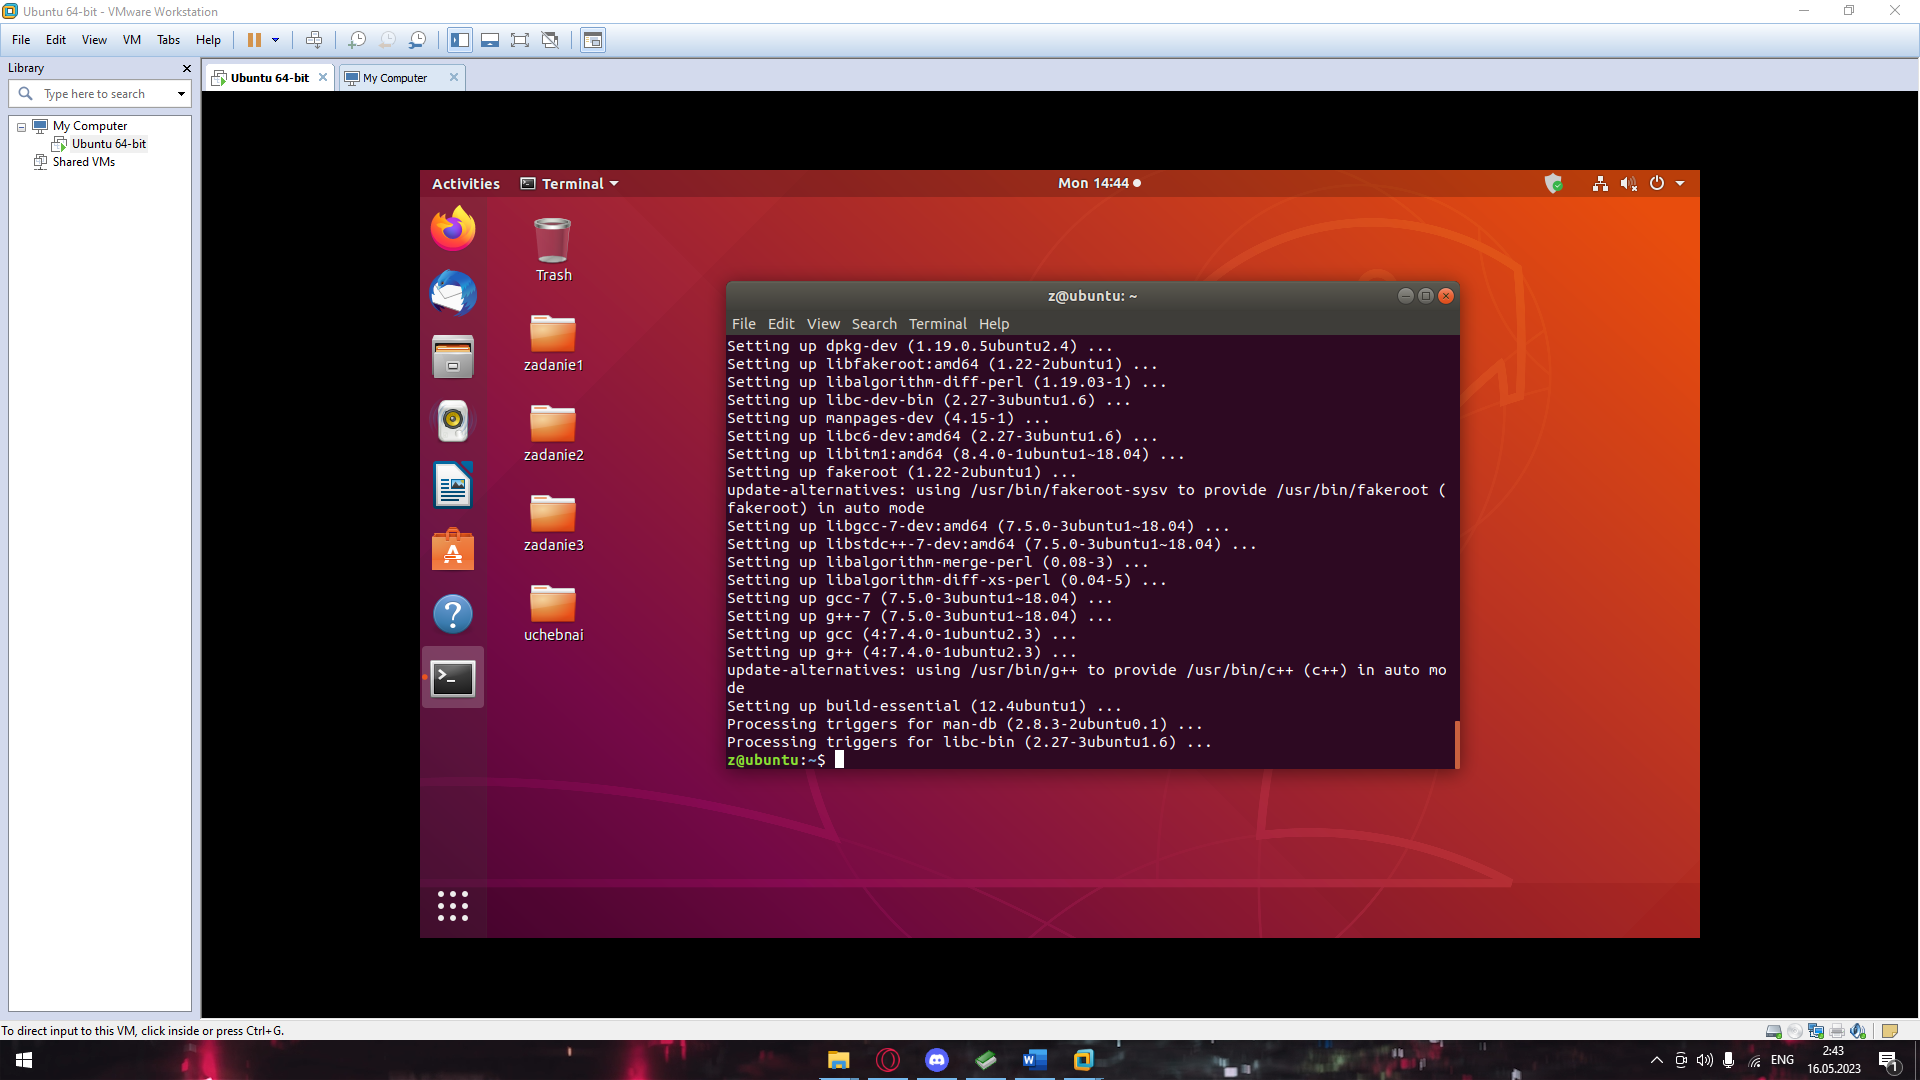 Ubuntu 64-bit - VMware Workstation
File Edit View VM Tabs Help
Library
Type here to search
My Computer
Ubuntu 64-bit
Shared VMs
Ubuntu 64-bit
My Computer
Activities
Terminal
Mon 14:44
Trash
zadanie1
zadanie2
zadanie3
uchebnai
z@ubuntu: ~
File Edit View Search Terminal Help
Setting up dpkg-dev (1.19.0.5ubuntu2.4) ...
Setting up libfakeroot:amd64 (1.22-2ubuntu1) ...
Setting up libalgorithm-diff-perl (1.19.03-1) ...
Setting up libc-dev-bin (2.27-3ubuntu1.6) ...
Setting up manpages-dev (4.15-1) ...
Setting up libc6-dev:amd64 (2.27-3ubuntu1.6) ...
Setting up libitm1:amd64 (8.4.0-1ubuntu1~18.04) ...
Setting up fakeroot (1.22-2ubuntu1) ...
update-alternatives: using /usr/bin/fakeroot-sysv to provide /usr/bin/fakeroot (
fakeroot) in auto mode
Setting up libgcc-7-dev:amd64 (7.5.0-3ubuntu1~18.04) ...
Setting up libstdc++-7-dev:amd64 (7.5.0-3ubuntu1~18.04) ...
Setting up libalgorithm-merge-perl (0.08-3) ...
Setting up libalgorithm-diff-xs-perl (0.04-5) ...
Setting up gcc-7 (7.5.0-3ubuntu1~18.04) ...
Setting up g++-7 (7.5.0-3ubuntu1~18.04) ...
Setting up gcc (4:7.4.0-1ubuntu2.3) ...
Setting up g++ (4:7.4.0-1ubuntu2.3) ...
update-alternatives: using /usr/bin/g++ to provide /usr/bin/c++ (c++) in auto mo
de
Setting up build-essential (12.4ubuntu1) ...
Processing triggers for man-db (2.8.3-2ubuntu0.1) ...
Processing triggers for libc-bin (2.27-3ubuntu1.6) ...
z@ubuntu:~$
To direct input to this VM, click inside or press Ctrl+G.
ENG
2:43
16.05.2023
1